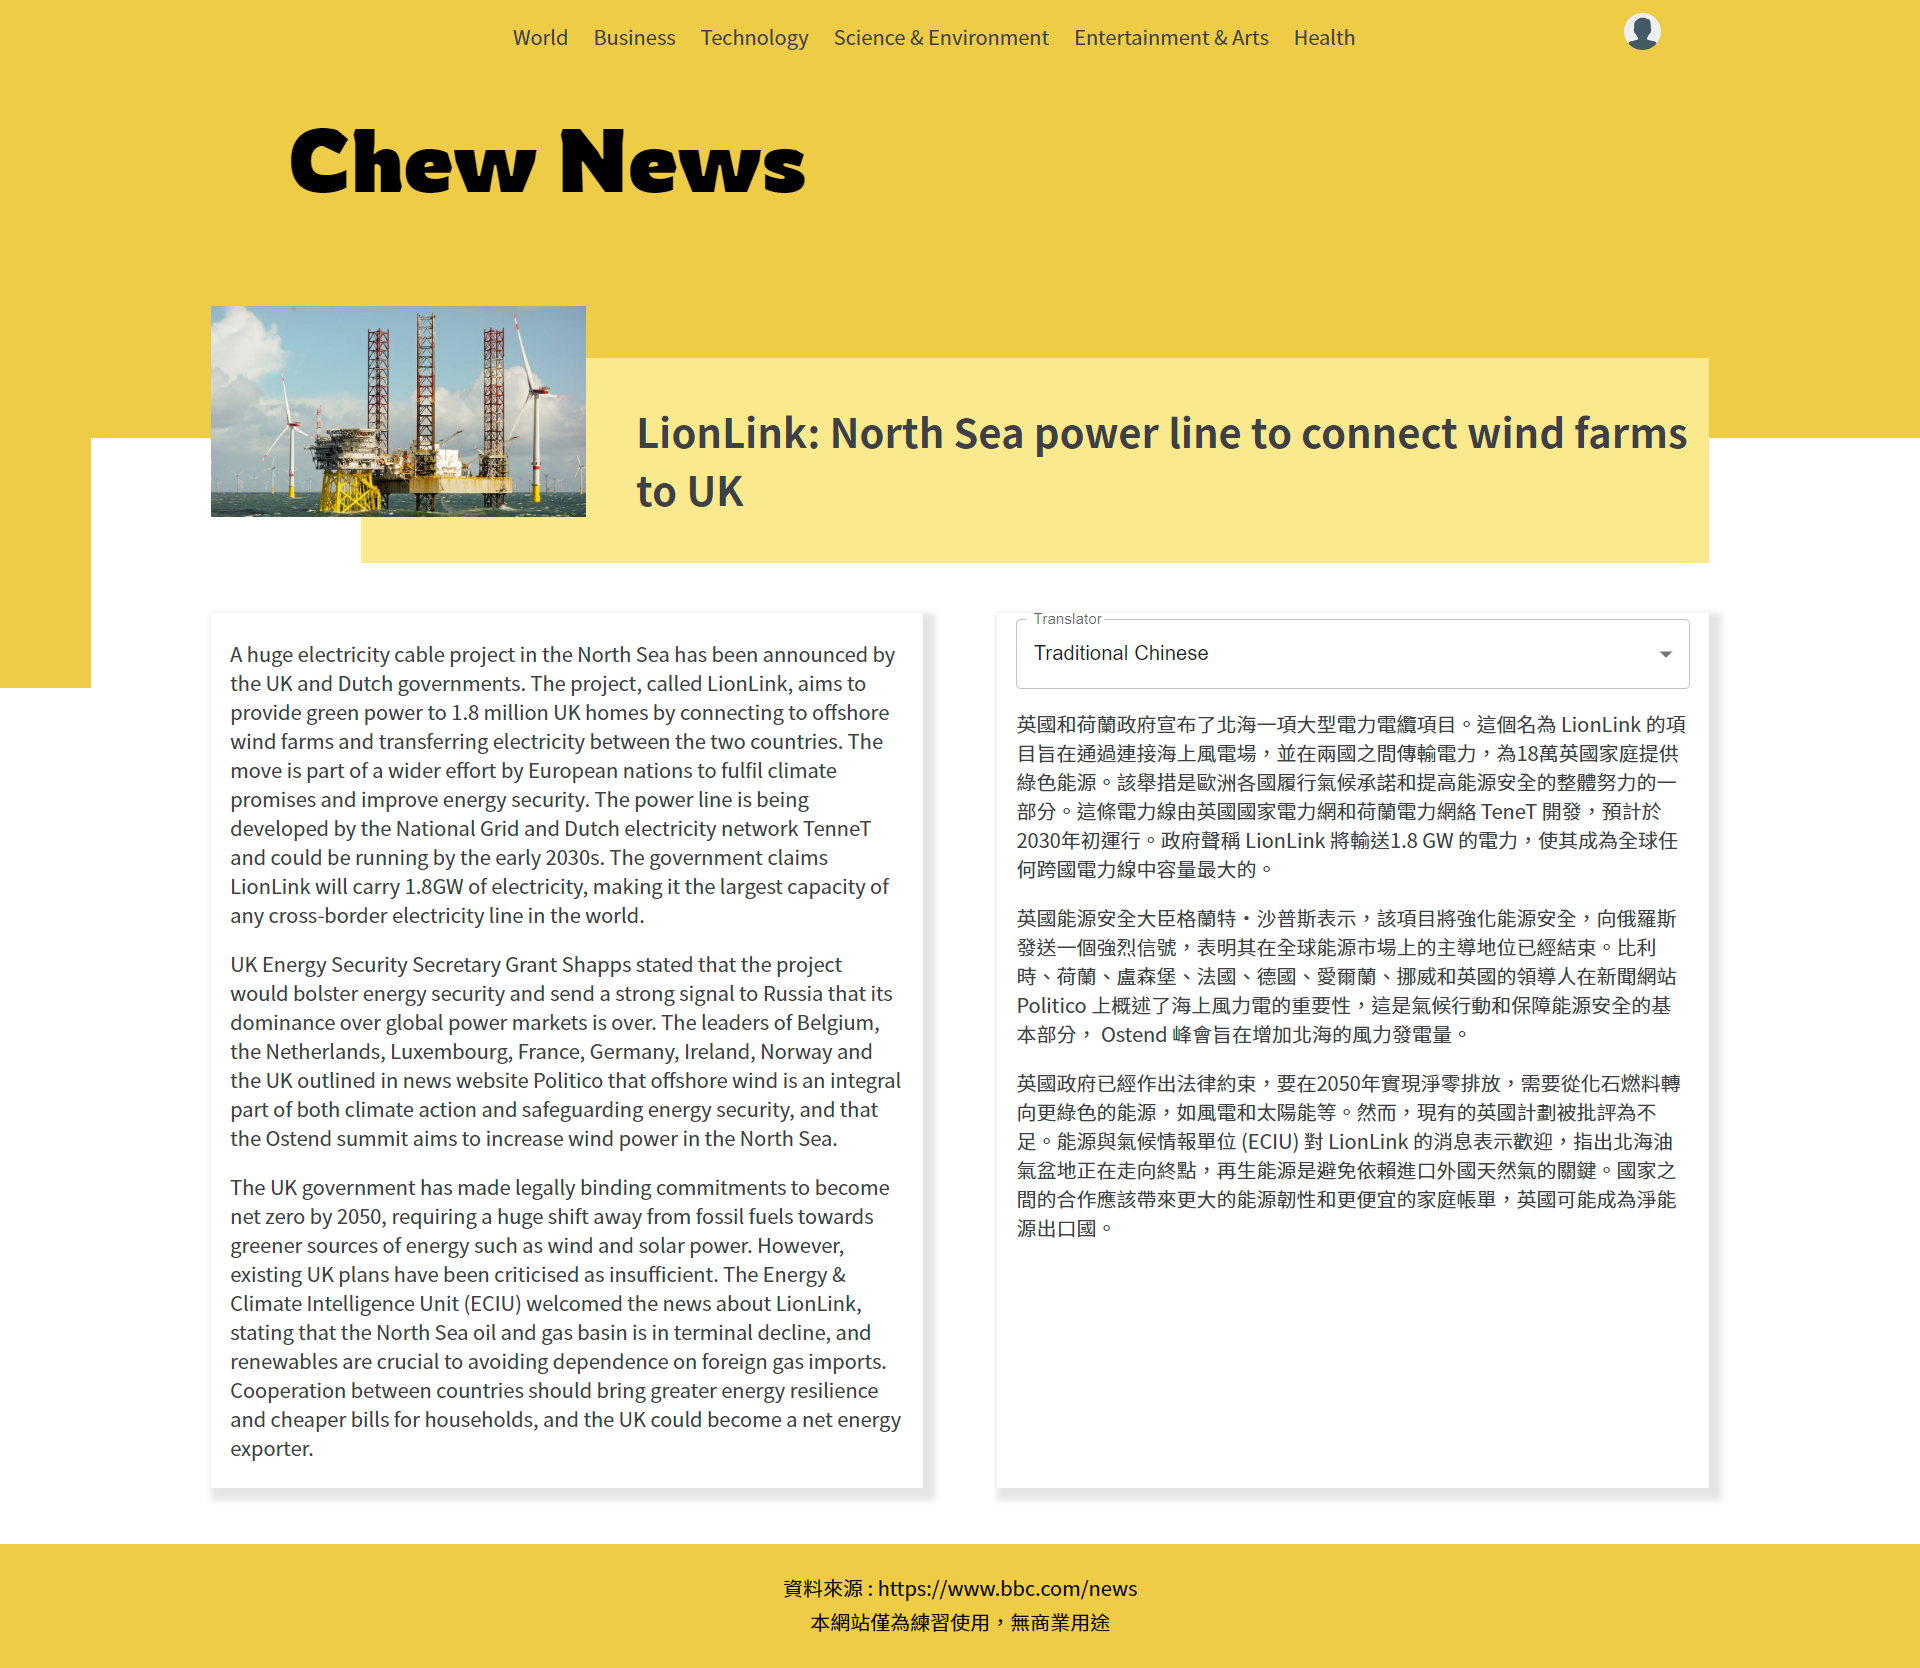 World Business Technology Science & Environment Entertainment & Arts Health
Chew News
LionLink: North Sea power line to connect wind farms
to UK
A huge electricity cable project in the North Sea has been announced by
the UK and Dutch governments. The project, called LionLink, aims to
provide green power to 1.8 million UK homes by connecting to offshore
wind farms and transferring electricity between the two countries. The
move is part of a wider effort by European nations to fulfil climate
promises and improve energy security. The power line is being
developed by the National Grid and Dutch electricity network TenneT
and could be running by the early 2030s. The government claims
LionLink will carry 1.8GW of electricity, making it the largest capacity of
any cross-border electricity line in the world.
UK Energy Security Secretary Grant Shapps stated that the project
would bolster energy security and send a strong signal to Russia that its
dominance over global power markets is over. The leaders of Belgium,
the Netherlands, Luxembourg, France, Germany, Ireland, Norway and
the UK outlined in news website Politico that offshore wind is an integral
part of both climate action and safeguarding energy security, and that
the Ostend summit aims to increase wind power in the North Sea.
The UK government has made legally binding commitments to become
net zero by 2050, requiring a huge shift away from fossil fuels towards
greener sources of energy such as wind and solar power. However,
existing UK plans have been criticised as insufficient. The Energy &
Climate Intelligence Unit (ECIU) welcomed the news about LionLink,
stating that the North Sea oil and gas basin is in terminal decline, and
renewables are crucial to avoiding dependence on foreign gas imports.
Cooperation between countries should bring greater energy resilience
and cheaper bills for households, and the UK could become a net energy
exporter.
Translator
Traditional Chinese
英國和荷蘭政府宣布了北海一項大型電力電纜項目。這個名為 LionLink 的項
目旨在通過連接海上風電場，並在兩國之間傳輸電力，為18萬英國家庭提供
綠色能源。該舉措是歐洲各國履行氣候承諾和提高能源安全的整體努力的一
部分。這條電力線由英國國家電力網和荷蘭電力網絡 TeneT 開發，預計於
2030年初運行。政府聲稱 LionLink 將輸送1.8 GW 的電力，使其成為全球任
何跨國電力線中容量最大的。
英國能源安全大臣格蘭特·沙普斯表示，該項目將強化能源安全，向俄羅斯
發送一個強烈信號，表明其在全球能源市場上的主導地位已經結束。比利
時、荷蘭、盧森堡、法國、德國、愛爾蘭、挪威和英國的領導人在新聞網站
Politico 上概述了海上風力電的重要性，這是氣候行動和保障能源安全的基
本部分， Ostend 峰會旨在增加北海的風力發電量。
英國政府已經作出法律約束，要在2050年實現淨零排放，需要從化石燃料轉
向更綠色的能源，如風電和太陽能等。然而，現有的英國計劃被批評為不
足。能源與氣候情報單位 (ECIU) 對 LionLink 的消息表示歡迎，指出北海油
氣盆地正在走向終點，再生能源是避免依賴進口外國天然氣的關鍵。國家之
間的合作應該帶來更大的能源韌性和更便宜的家庭帳單，英國可能成為淨能
源出口國。
資料來源 : https://www.bbc.com/news
本網站僅為練習使用，無商業用途